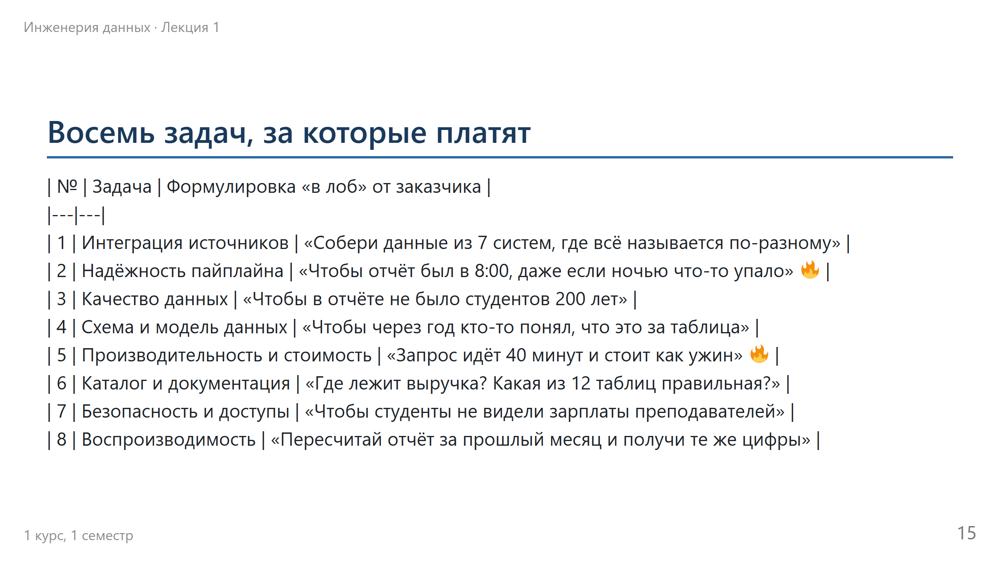 Инженерия данных · Лекция 1
Восемь задач, за которые платят
| № | Задача | Формулировка «в лоб» от заказчика |
|---|---|
| 1 | Интеграция источников | «Собери данные из 7 систем, где всё называется по-разному» |
| 2 | Надёжность пайплайна | «Чтобы отчёт был в 8:00, даже если ночью что-то упало» 🔥 |
| 3 | Качество данных | «Чтобы в отчёте не было студентов 200 лет» |
| 4 | Схема и модель данных | «Чтобы через год кто-то понял, что это за таблица» |
| 5 | Производительность и стоимость | «Запрос идёт 40 минут и стоит как ужин» 🔥 |
| 6 | Каталог и документация | «Где лежит выручка? Какая из 12 таблиц правильная?» |
| 7 | Безопасность и доступы | «Чтобы студенты не видели зарплаты преподавателей» |
| 8 | Воспроизводимость | «Пересчитай отчёт за прошлый месяц и получи те же цифры» |
1 курс, 1 семестр
15